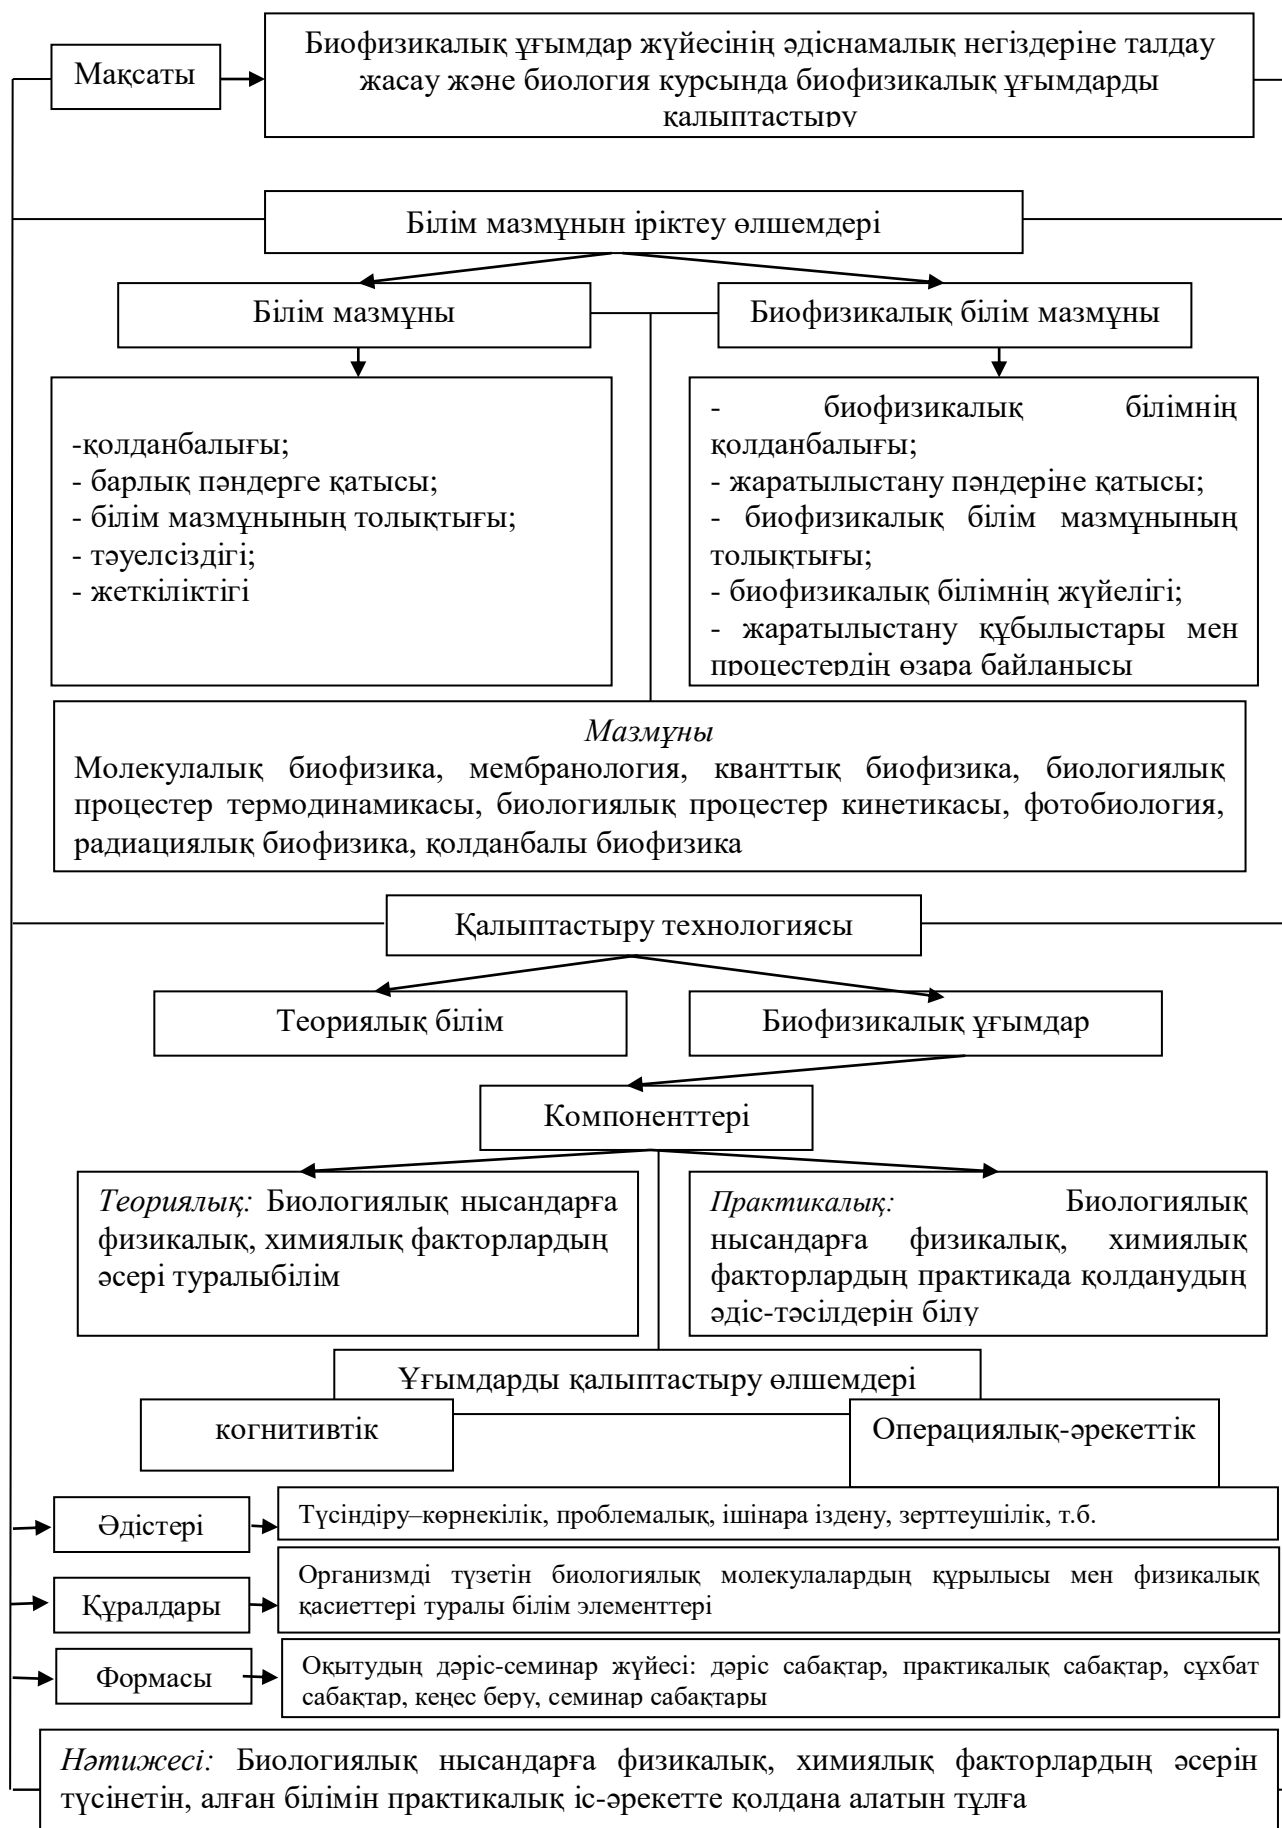 Мақсаты
Биофизикалық ұғымдар жүйесінің әдіснамалық негіздеріне талдау
жасау және биология курсында биофизикалық ұғымдарды
қалыптастыру
Білім мазмұнын іріктеу өлшемдері
Білім мазмұны
Биофизикалық білім мазмұны
-қолданбалығы;
- барлық пәндерге қатысы;
- білім мазмұнының толықтығы;
- тәуелсіздігі;
- жеткіліктігі
- биофизикалық білімнің
қолданбалығы;
- жаратылыстану пәндеріне қатысы;
- биофизикалық білім мазмұнының
толықтығы;
- биофизикалық білімнің жүйелігі;
- жаратылыстану құбылыстары мен
процестердің өзара байланысы
Мазмұны
Молекулалық биофизика, мембранология, кванттық биофизика, биологиялық
процестер термодинамикасы, биологиялық процестер кинетикасы, фотобиология,
радиациялық биофизика, қолданбалы биофизика
Қалыптастыру технологиясы
Теориялық білім
Биофизикалық ұғымдар
Компоненттері
Теориялық: Биологиялық нысандарға
физикалық, химиялық факторлардың
әсері туралыбілім
Практикалық: Биологиялық
нысандарға физикалық, химиялық
факторлардың практикада қолданудың
әдіс-тәсілдерін білу
Ұғымдарды қалыптастыру өлшемдері
когнитивтік
Операциялық-әрекеттік
Әдістері
Түсіндіру–көрнекілік, проблемалық, ішінара іздену, зерттеушілік, т.б.
Құралдары
Организмді түзетін биологиялық молекулалардың құрылысы мен физикалық
қасиеттері туралы білім элементтері
Формасы
Оқытудың дәріс-семинар жүйесі: дәріс сабақтар, практикалық сабақтар, сұхбат
сабақтар, кеңес беру, семинар сабақтары
Нәтижесі: Биологиялық нысандарға физикалық, химиялық факторлардың әсерін
түсінетін, алған білімін практикалық іс-әрекетте қолдана алатын тұлға